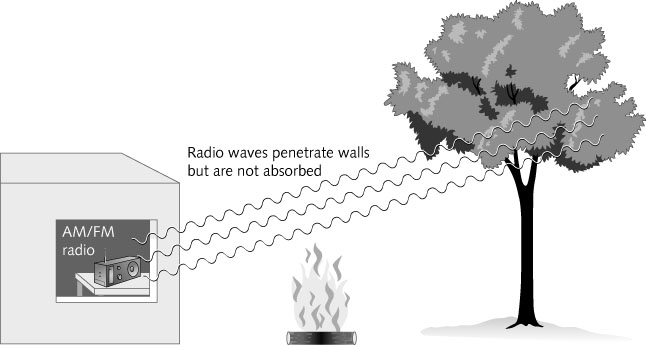 Radio waves penetrate walls
but are not absorbed
AM/FM
radio